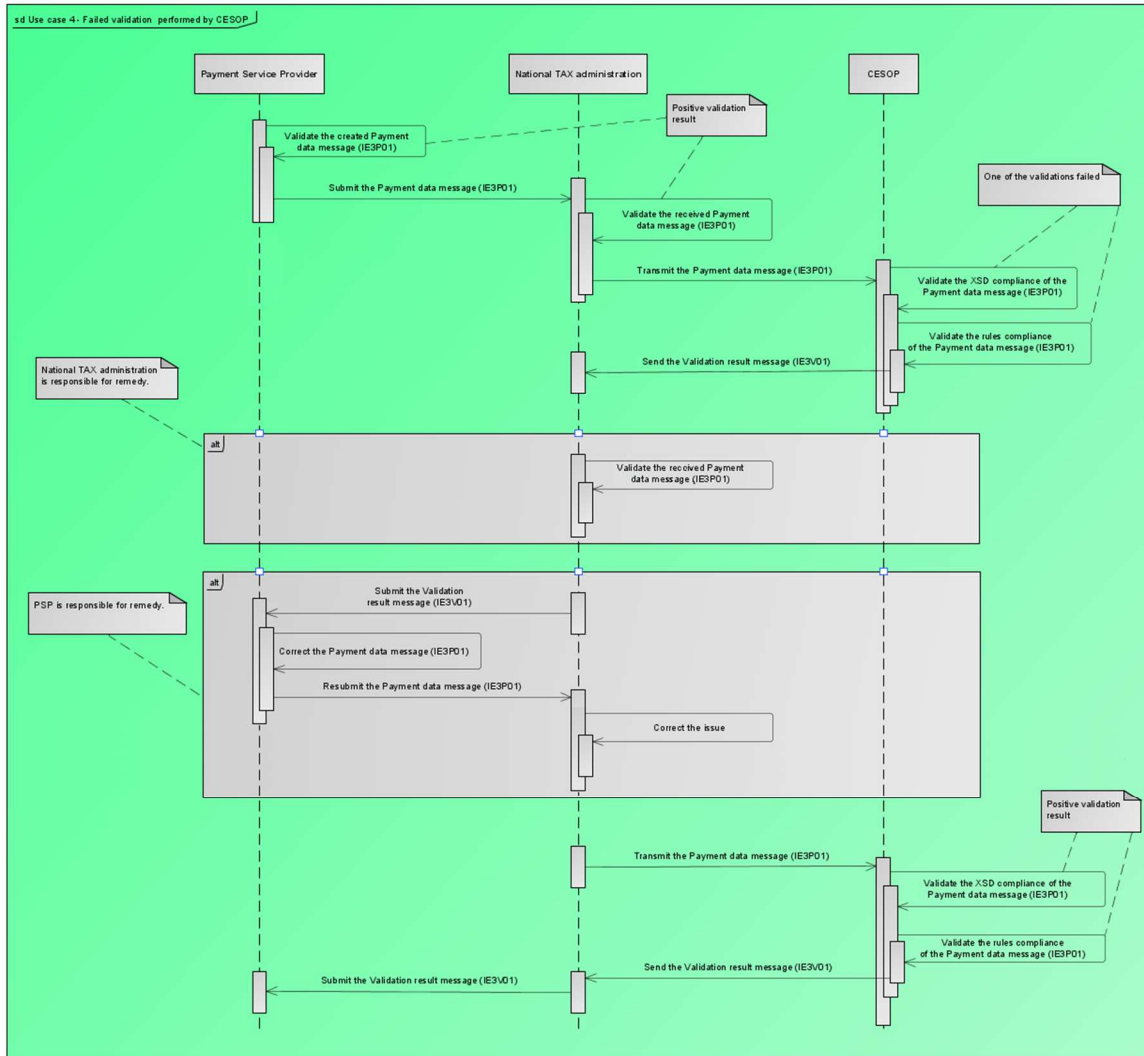 sd Use case 4- Failed validation performed by CESOP
Payment Service Provider
National TAX administration
CESOP
Positive validation
result
Validate the created Payment
data message (IE3P01)
One of the validations failed
Submit the Payment data message (IE3P01)
Validate the received Payment
data message (IE3P01)
Transmit the Payment data message (IE3P01)
Validate the XSD compliance of the
Payment data message (IE3P01)
Validate the rules compliance
of the Payment data message (IE3P01)
Send the Validation result message (IE3V01)
National TAX administration
is responsible for remedy.
alt
Validate the received Payment
data message (IE3P01)
alt
Submit the Validation
result message (IE3V01)
PSP is responsible for remedy.
Correct the Payment data message (IE3P01)
Resubmit the Payment data message (IE3P01)
Correct the issue
Positive validation
result
Transmit the Payment data message (IE3P01)
Validate the XSD compliance of the
Payment data message (IE3P01)
Validate the rules compliance
of the Payment data message (IE3P01)
Send the Validation result message (IE3V01)
Submit the Validation result message (IE3V01)